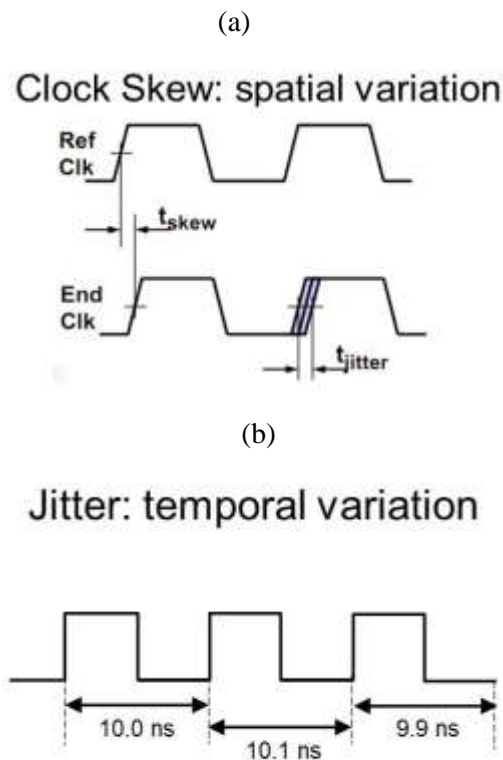 (a)
Clock Skew: spatial variation
Ref
Clk
tskew
End
Clk
tjitter
(b)
Jitter: temporal variation
10.0 ns
10.1 ns
9.9 ns